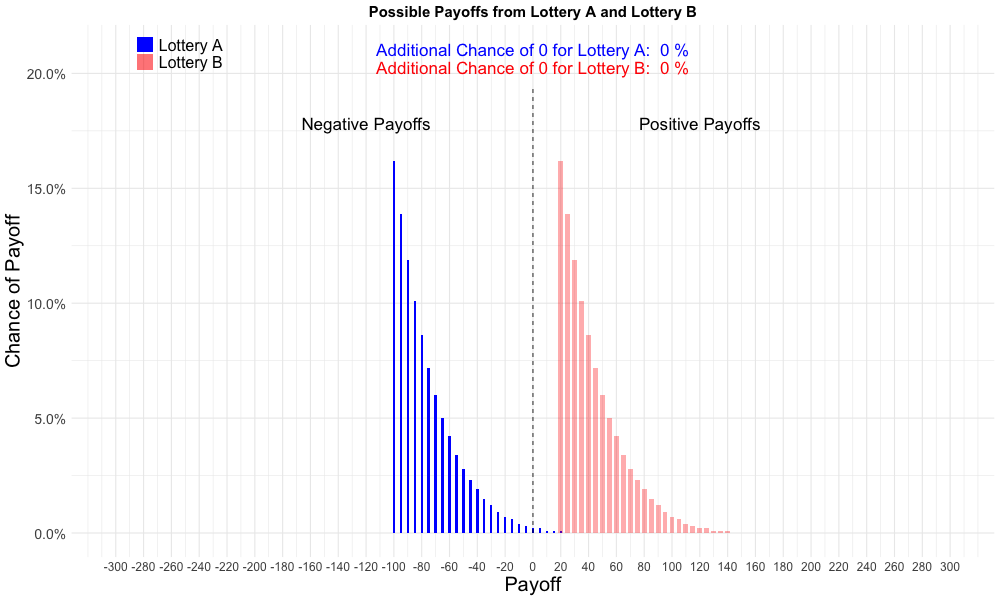 Possible Payoffs from Lottery A and Lottery B
Lottery A
Lottery B
Additional Chance of 0 for Lottery A:  0 %
Additional Chance of 0 for Lottery B:  0 %
Negative Payoffs
Positive Payoffs
20.0%
15.0%
10.0%
5.0%
0.0%
Chance of Payoff
-300 -280 -260 -240 -220 -200 -180 -160 -140 -120 -100 -80 -60 -40 -20 0 20 40 60 80 100 120 140 160 180 200 220 240 260 280 300
Payoff